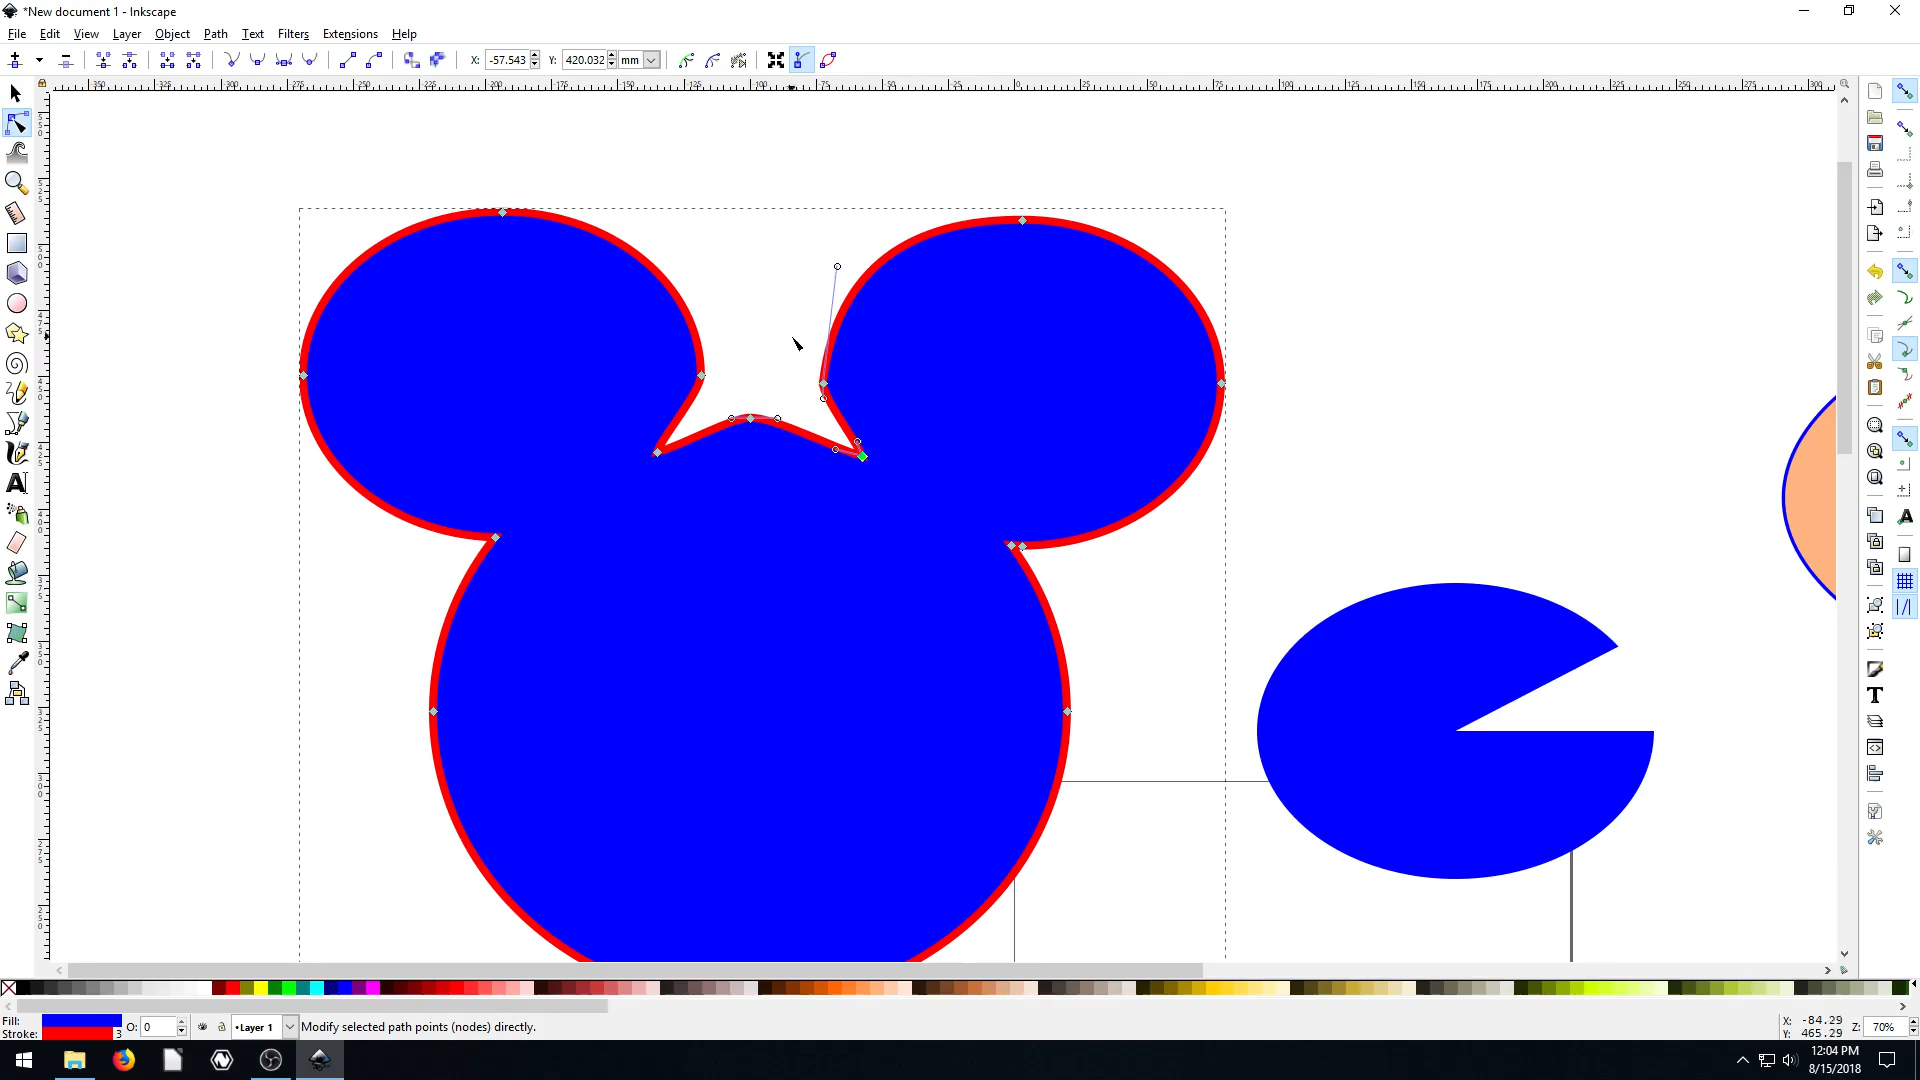 *New document 1 - Inkscape
File Edit View Layer Object Path Text Filters Extensions Help
X: -57.543 Y: 420.032 mm
Fill:
Stroke: 3
O: 0
•Layer 1
Modify selected path points (nodes) directly.
X: -84.29
Y: 465.29
Z: 70%
12:04 PM
8/15/2018